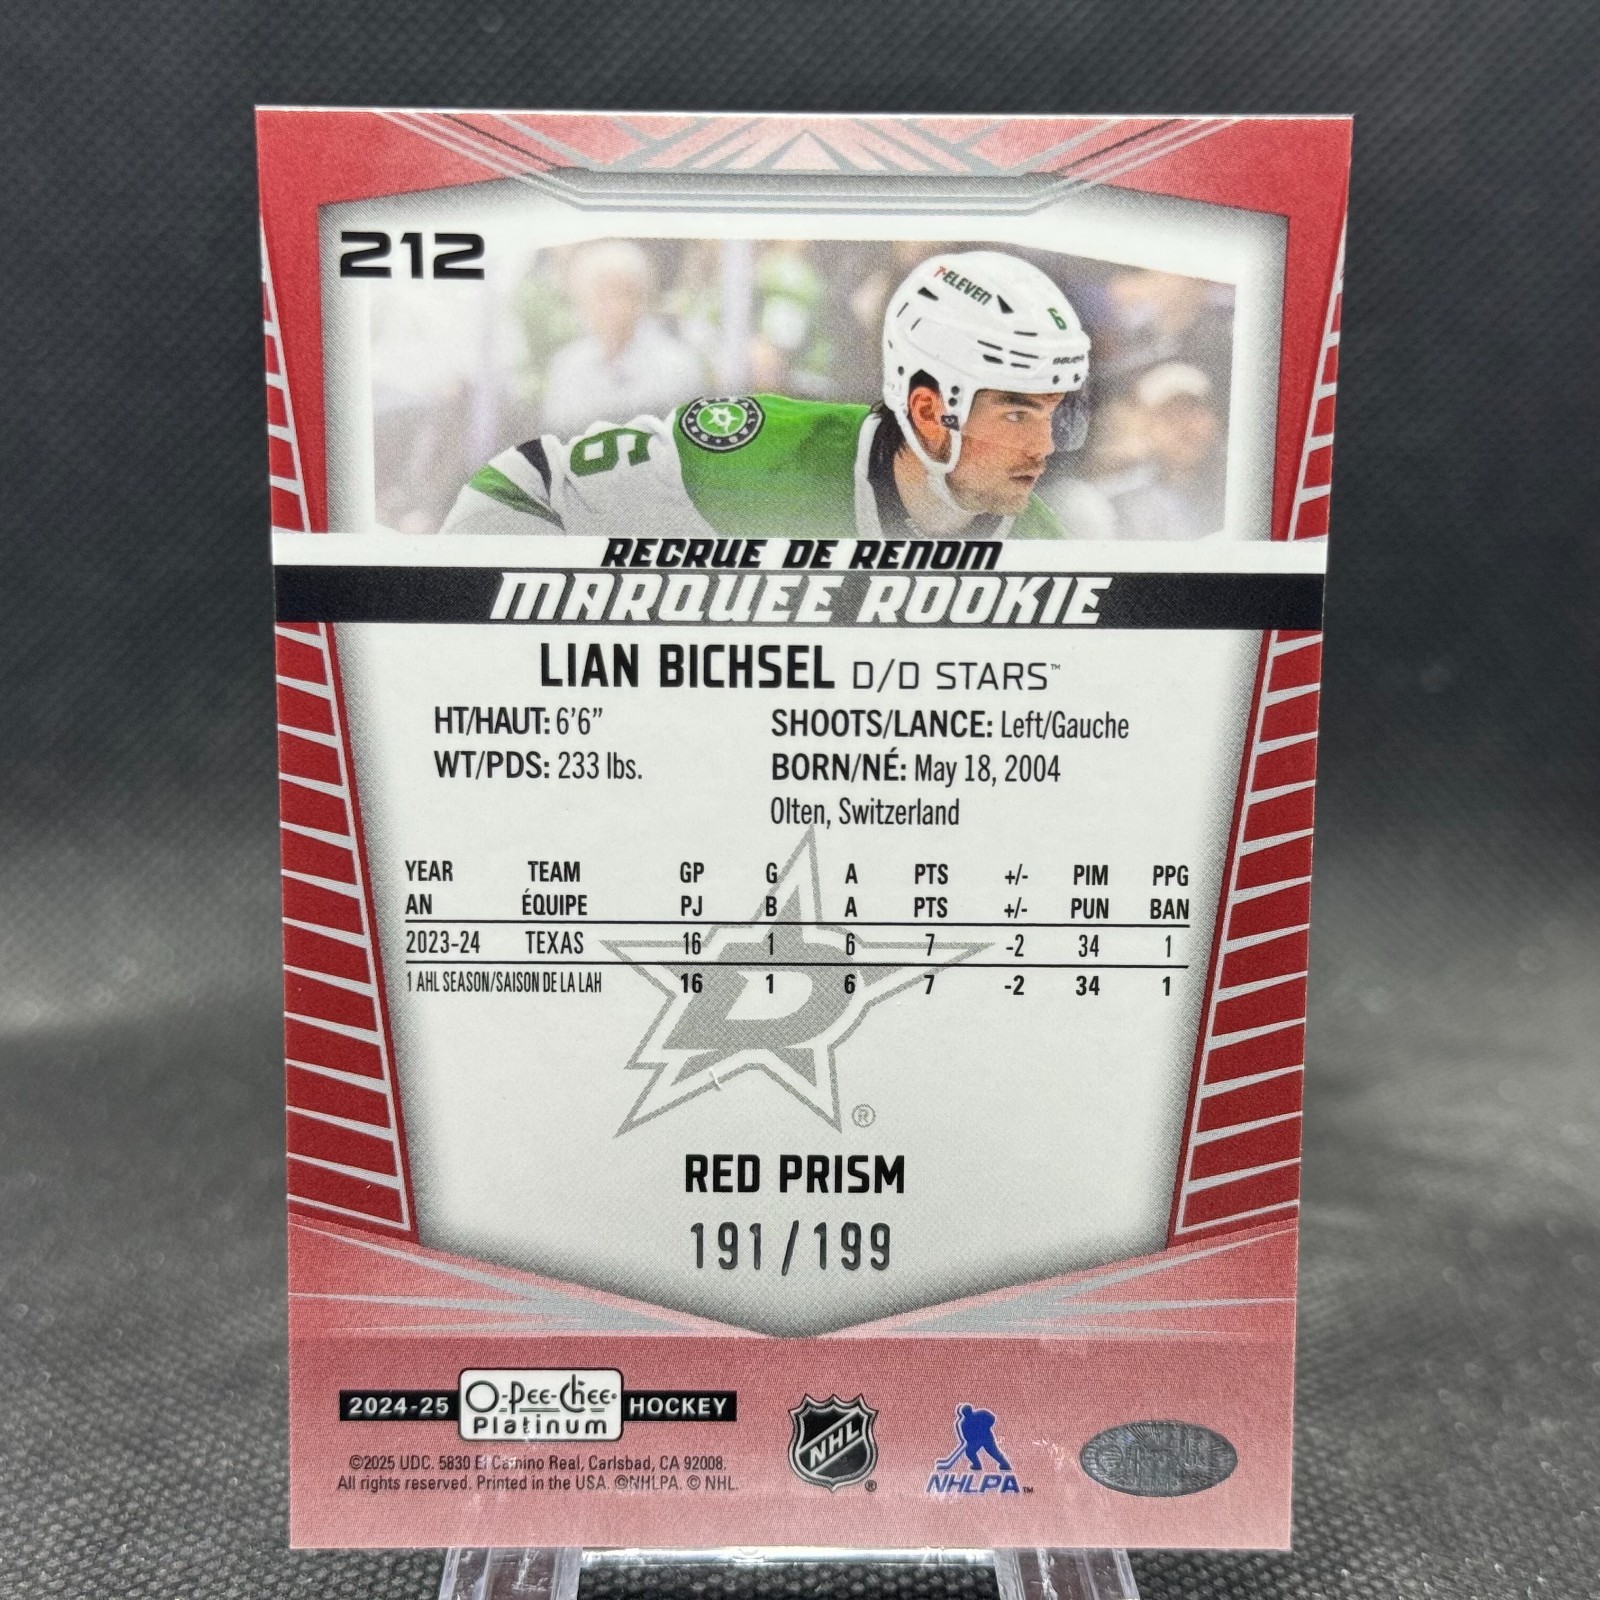 212
7-ELEVEN
6
BAUER
6
RECRUE DE RENOM
MARQUEE ROOKIE
LIAN BICHSEL D/D STARS™
HT/HAUT: 6'6” SHOOTS/LANCE: Left/Gauche
WT/PDS: 233 lbs. BORN/NÉ: May 18, 2004
Olten, Switzerland
YEAR TEAM GP G A PTS +/- PIM PPG
AN ÉQUIPE PJ B A PTS +/- PUN BAN
2023-24 TEXAS 16 1 6 7 -2 34 1
1 AHL SEASON/SAISON DE LA LAH 16 1 6 7 -2 34 1
D
®
RED PRISM
191/199
2024-25 O-Pee-Chee Platinum HOCKEY
©2025 UDC. 5830 El Camino Real, Carlsbad, CA 92008.
All rights reserved. Printed in the USA. ©NHLPA. © NHL.
NHL ®
NHLPA™